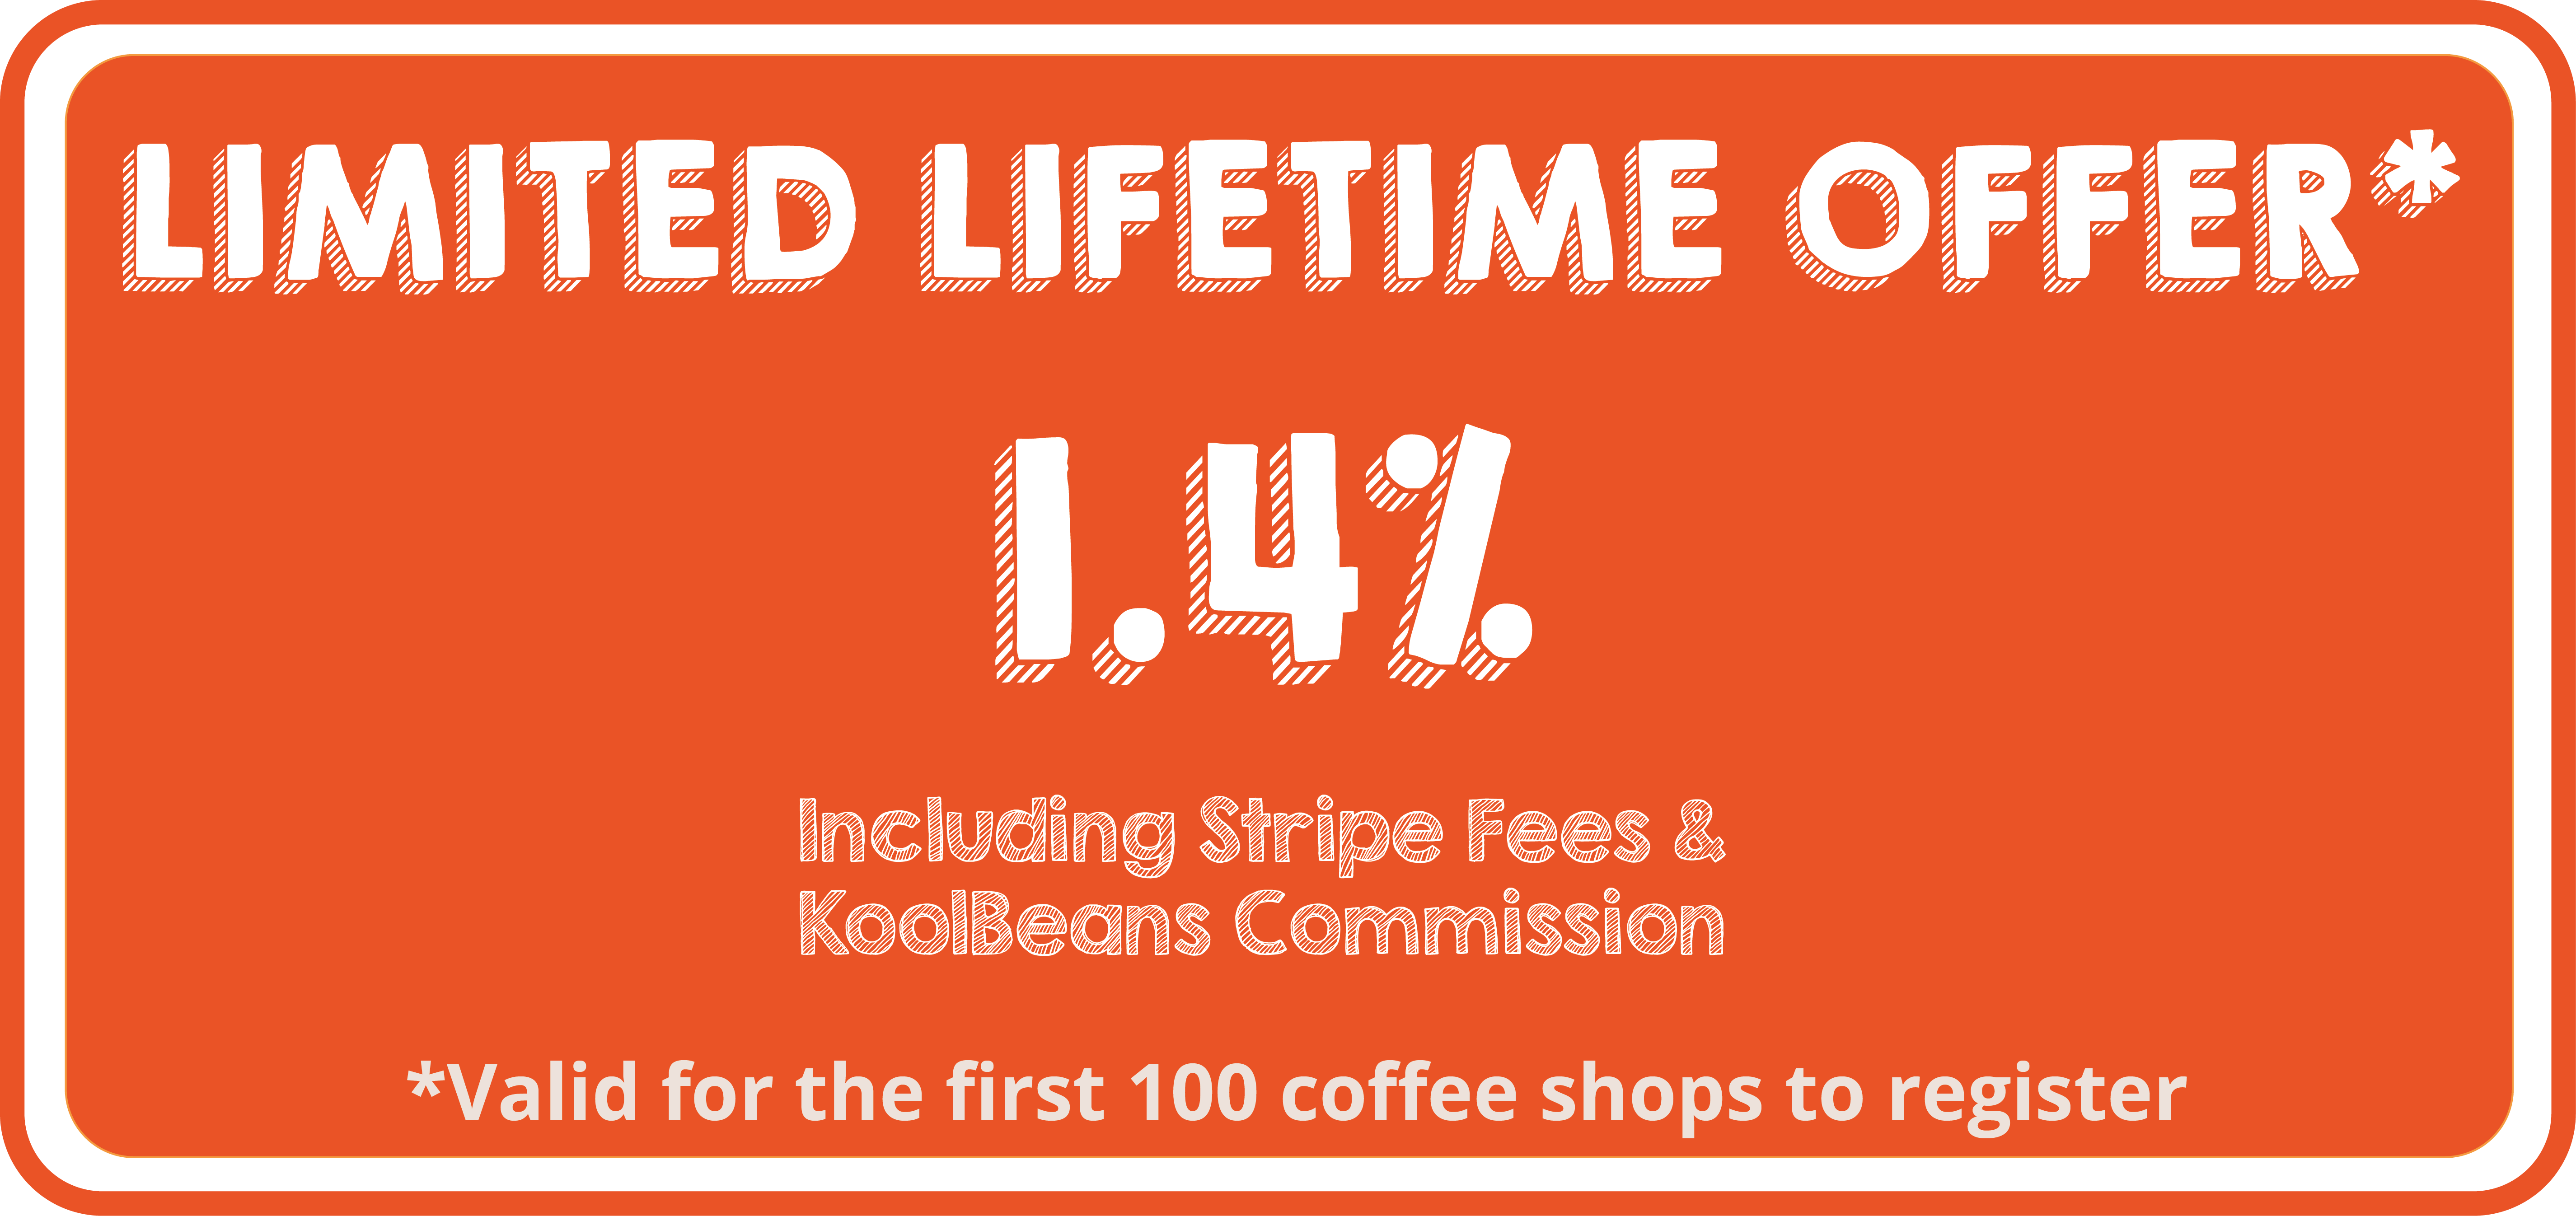 LIMITED LIFETIME OFFER*
1.4%
Including Stripe Fees &
KoolBeans Commission
*Valid for the first 100 coffee shops to register